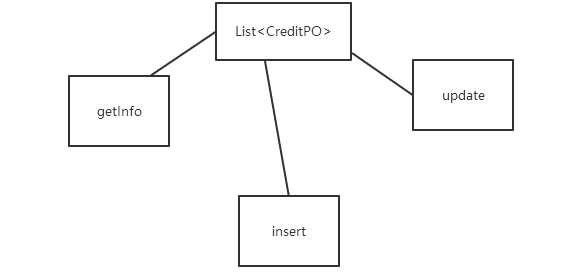 List<CreditPO>
getInfo
update
insert